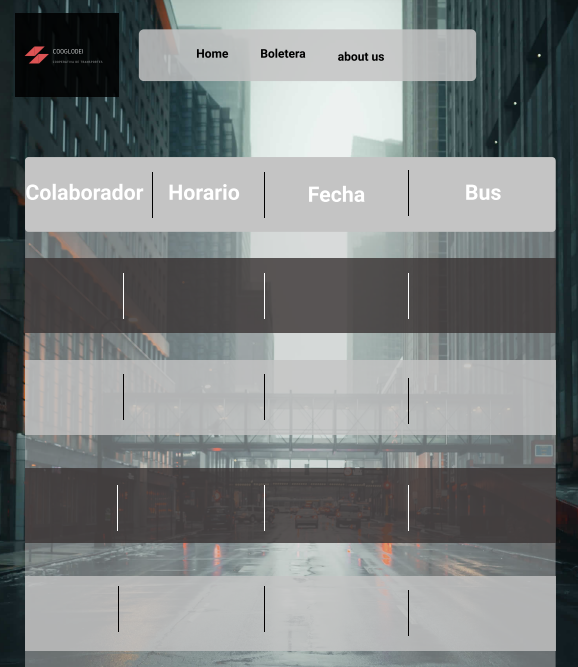 COOGLODEI
Home Boletera about us
Colaborador Horario Fecha Bus